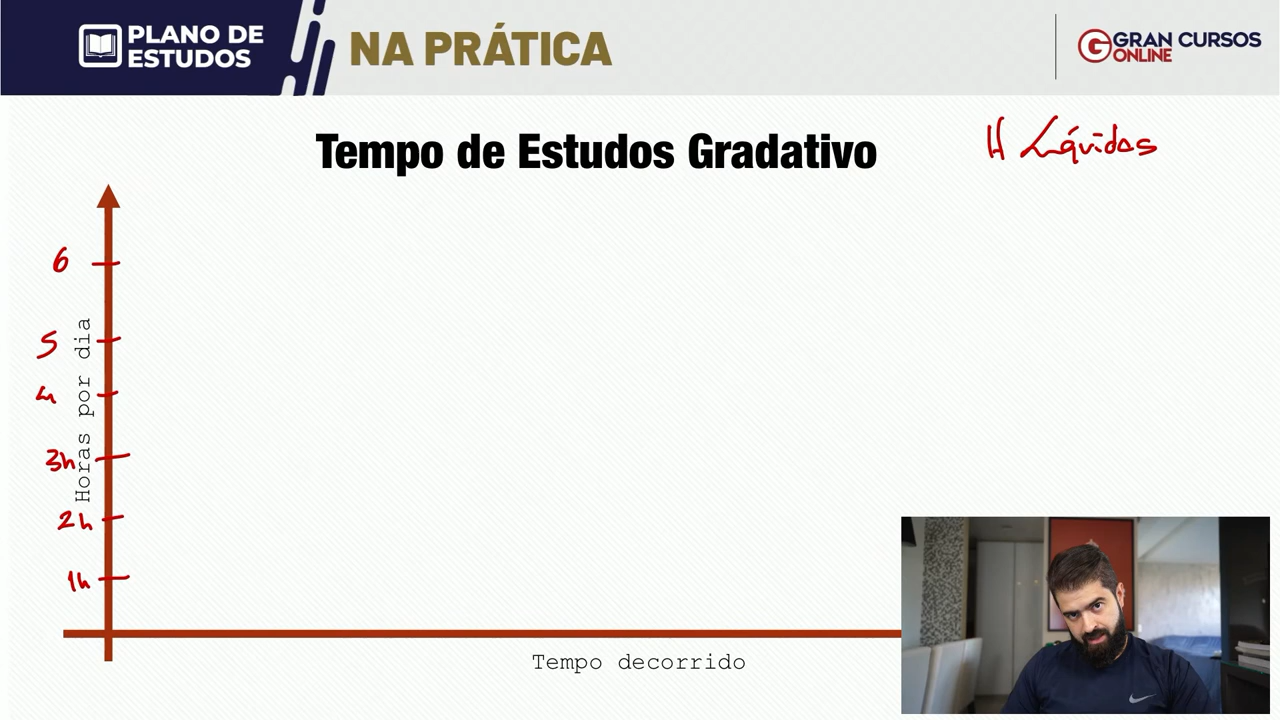 PLANO DE
ESTUDOS
NA PRÁTICA
GRAN CURSOS
ONLINE
Tempo de Estudos Gradativo
H Líquidas
6
5
4
3h
2h
1h
Horas por dia
Tempo decorrido